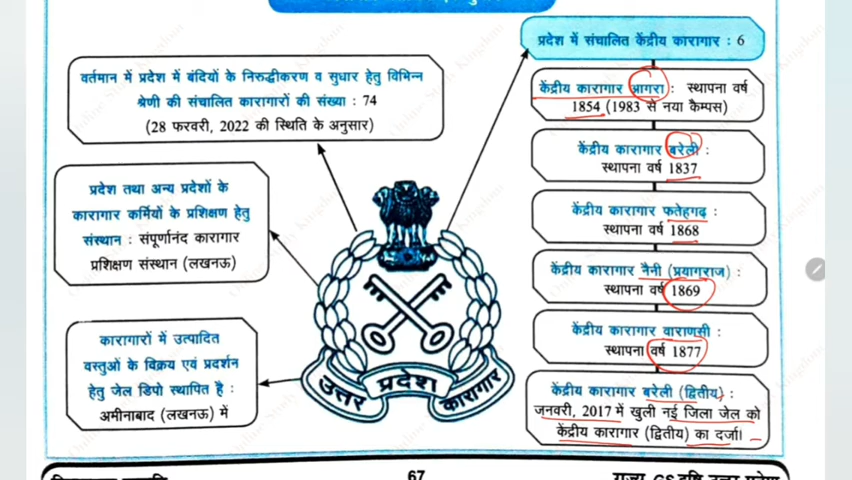 प्रदेश में संचालित केंद्रीय कारागार : 6
वर्तमान में प्रदेश में बंदियों के निरुद्धीकरण व सुधार हेतु विभिन्न
श्रेणी की संचालित कारागारों की संख्या : 74
(28 फरवरी, 2022 की स्थिति के अनुसार)
केंद्रीय कारागार आगरा : स्थापना वर्ष
1854 (1983 से नया कैम्पस)
केंद्रीय कारागार बरेली :
स्थापना वर्ष 1837
प्रदेश तथा अन्य प्रदेशों के
कारागार कर्मियों के प्रशिक्षण हेतु
संस्थान : संपूर्णानंद कारागार
प्रशिक्षण संस्थान (लखनऊ)
केंद्रीय कारागार फतेहगढ़ :
स्थापना वर्ष 1868
केंद्रीय कारागार नैनी (प्रयागराज) :
स्थापना वर्ष 1869
केंद्रीय कारागार वाराणसी :
स्थापना वर्ष 1877
कारागारों में उत्पादित
वस्तुओं के विक्रय एवं प्रदर्शन
हेतु जेल डिपो स्थापित है :
अमीनाबाद (लखनऊ) में
उत्तर प्रदेश कारागार
केंद्रीय कारागार बरेली (द्वितीय) :
जनवरी, 2017 में खुली नई जिला जेल को
केंद्रीय कारागार (द्वितीय) का दर्जा।
67